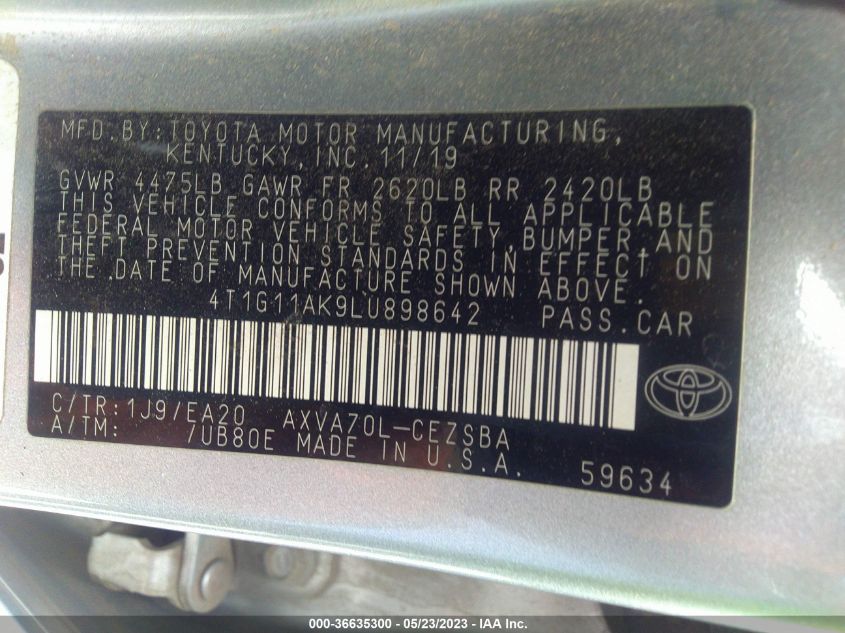 MFD.BY:TOYOTA MOTOR MANUFACTURING,
KENTUCKY,INC.11/19
GVWR 4475LB GAWR FR 2620LB RR 2420LB
THIS VEHICLE CONFORMS TO ALL APPLICABLE
FEDERAL MOTOR VEHICLE SAFETY,BUMPER,AND
THEFT PREVENTION STANDARDS IN EFFECT ON
THE DATE OF MANUFACTURE SHOWN ABOVE.
4T1G11AK9LU898642 PASS.CAR
C/TR:1J9/EA20 AXVA70L-CEZSBA
A/TM: /UB80E MADE IN U.S.A.
59634
000-36635300 - 05/23/2023 - IAA Inc.